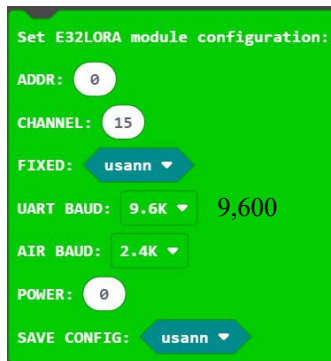 Set E32LORA module configuration:
ADDR: 0
CHANNEL: 15
FIXED: usann
UART BAUD: 9.6K 9,600
AIR BAUD: 2.4K
POWER: 0
SAVE CONFIG: usann